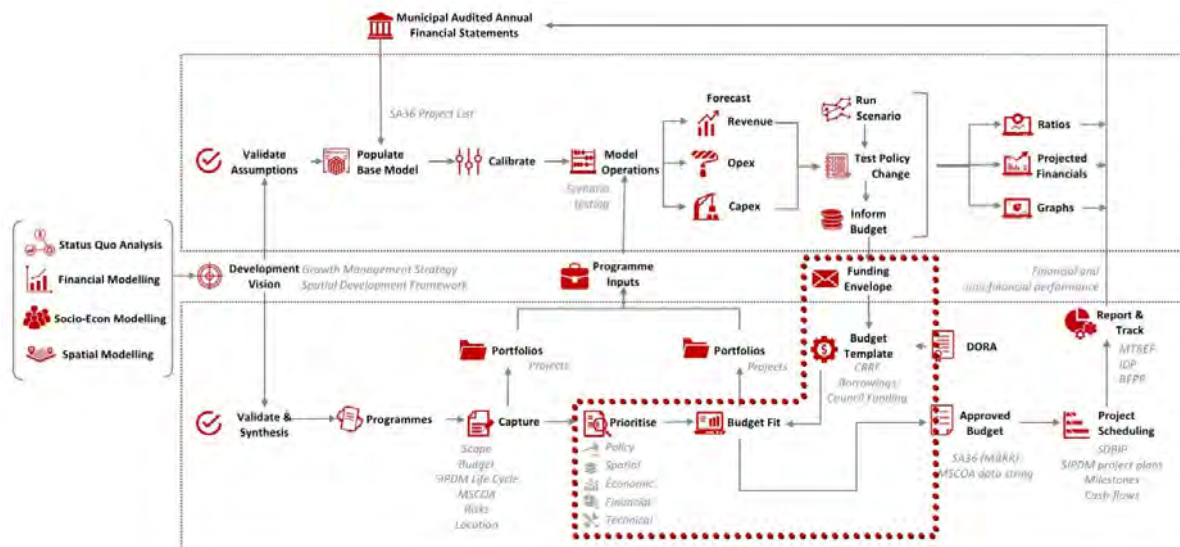 Municipal Audited Annual
Financial Statements
SA36 Project List
Validate
Assumptions
Populate
Base Model
Calibrate
Model
Operations
Scenario
testing
Forecast
Revenue
Opex
Capex
Run
Scenario
Test Policy
Change
Inform
Budget
Ratios
Projected
Financials
Graphs
Status Quo Analysis
Financial Modelling
Socio-Econ Modelling
Spatial Modelling
Development
Vision
Growth Management Strategy
Spatial Development Framework
Programme
Inputs
Funding
Envelope
Financial and
non-financial performance
Portfolios
Projects
Portfolios
Projects
Budget
Template
CRRF
Borrowings
Council Funding
DORA
Report &
Track
MTREF
IDP
BEPP
Validate &
Synthesis
Programmes
Capture
Scope
Budget
SIPDM Life Cycle
MSCOA
Risks
Location
Prioritise
Policy
Spatial
Economic
Financial
Technical
Budget Fit
Approved
Budget
SA36 (MBRR)
MSCOA data string
Project
Scheduling
SDBIP
SIPDM project plans
Milestones
Cash flows